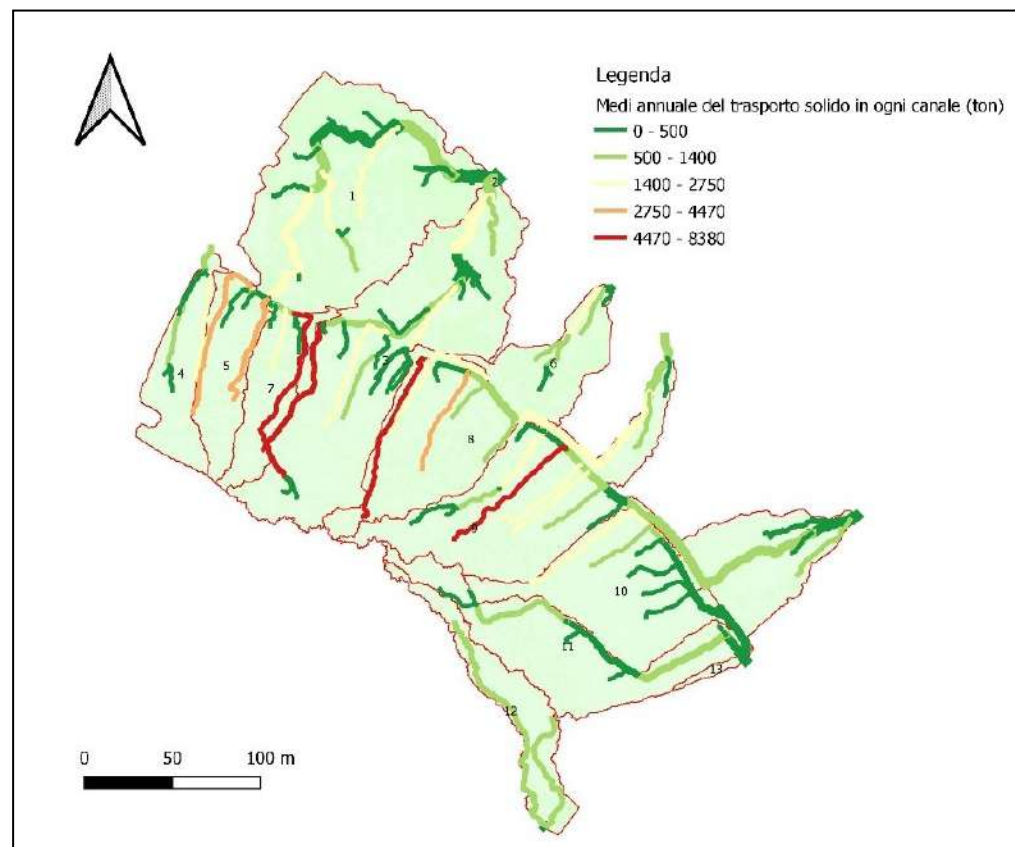 Legenda
Medi annuale del trasporto solido in ogni canale (ton)
0 - 500
500 - 1400
1400 - 2750
2750 - 4470
4470 - 8380
2
1
4
5
7
3
6
8
9
10
11
13
12
0 50 100 m